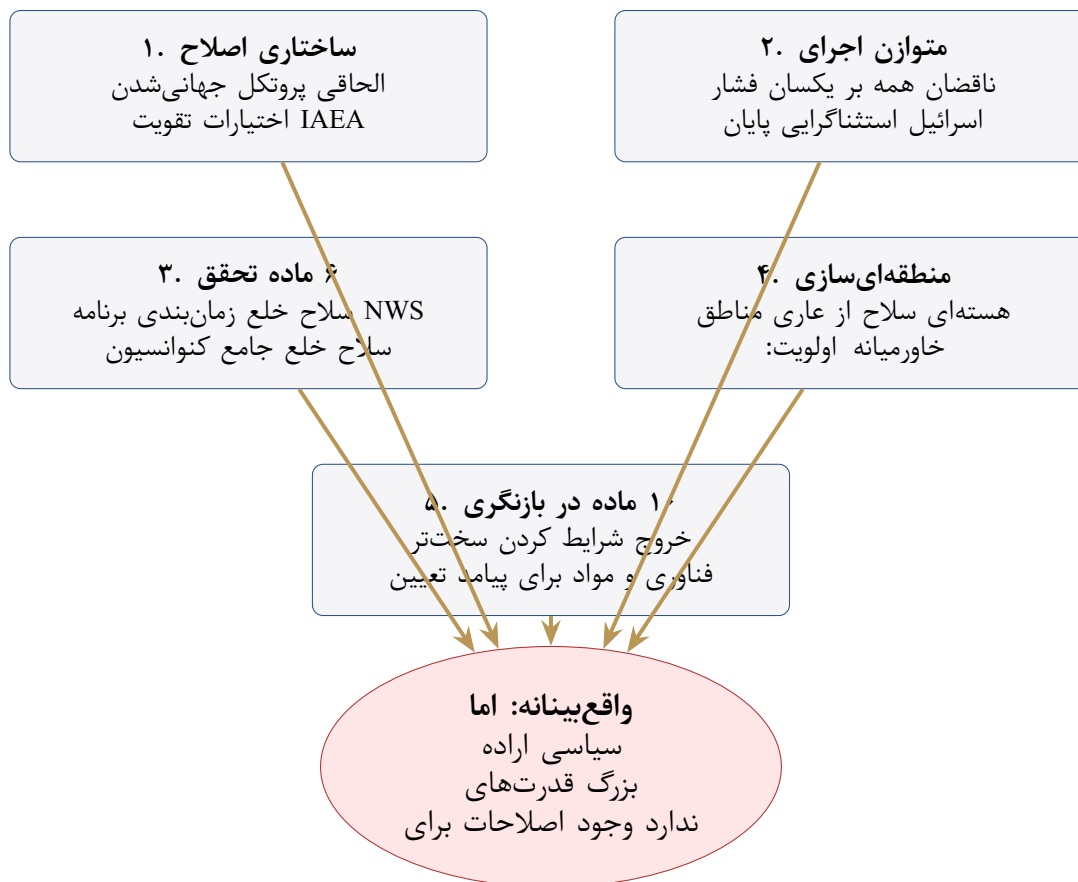 ساختاری اصلاح .۱
الحاقی پروتکل جهانی‌شدن
IAEA اختیارات تقویت
متوازن اجرای .۲
ناقضان همه بر یکسان فشار
اسرائیل استثناگرایی پایان
۶ ماده تحقق .۳
NWS سلاح خلع زمان‌بندی برنامه
سلاح خلع جامع کنوانسیون
منطقه‌ای‌سازی .۴
هسته‌ای سلاح از عاری مناطق
خاورمیانه اولویت:
۱۰ ماده در بازنگری .۵
خروج شرایط کردن سخت‌تر
فناوری و مواد برای پیامد تعیین
واقع‌بینانه: اما
سیاسی اراده
بزرگ قدرت‌های
ندارد وجود اصلاحات برای